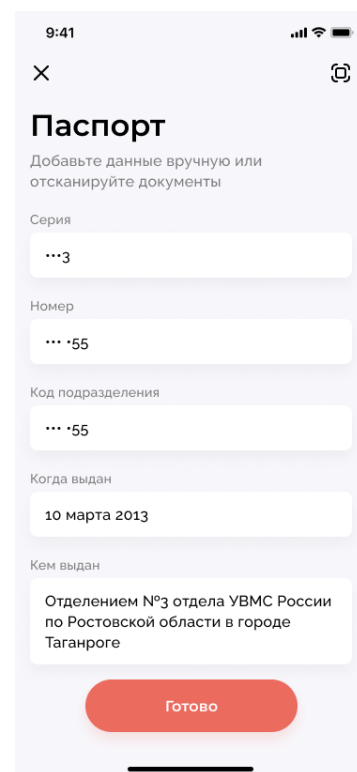 9:41
Паспорт
Добавьте данные вручную или
отсканируйте документы
Серия
•••3
Номер
••• •55
Код подразделения
••• •55
Когда выдан
10 марта 2013
Кем выдан
Отделением №3 отдела УВМС России
по Ростовской области в городе
Таганроге
Готово